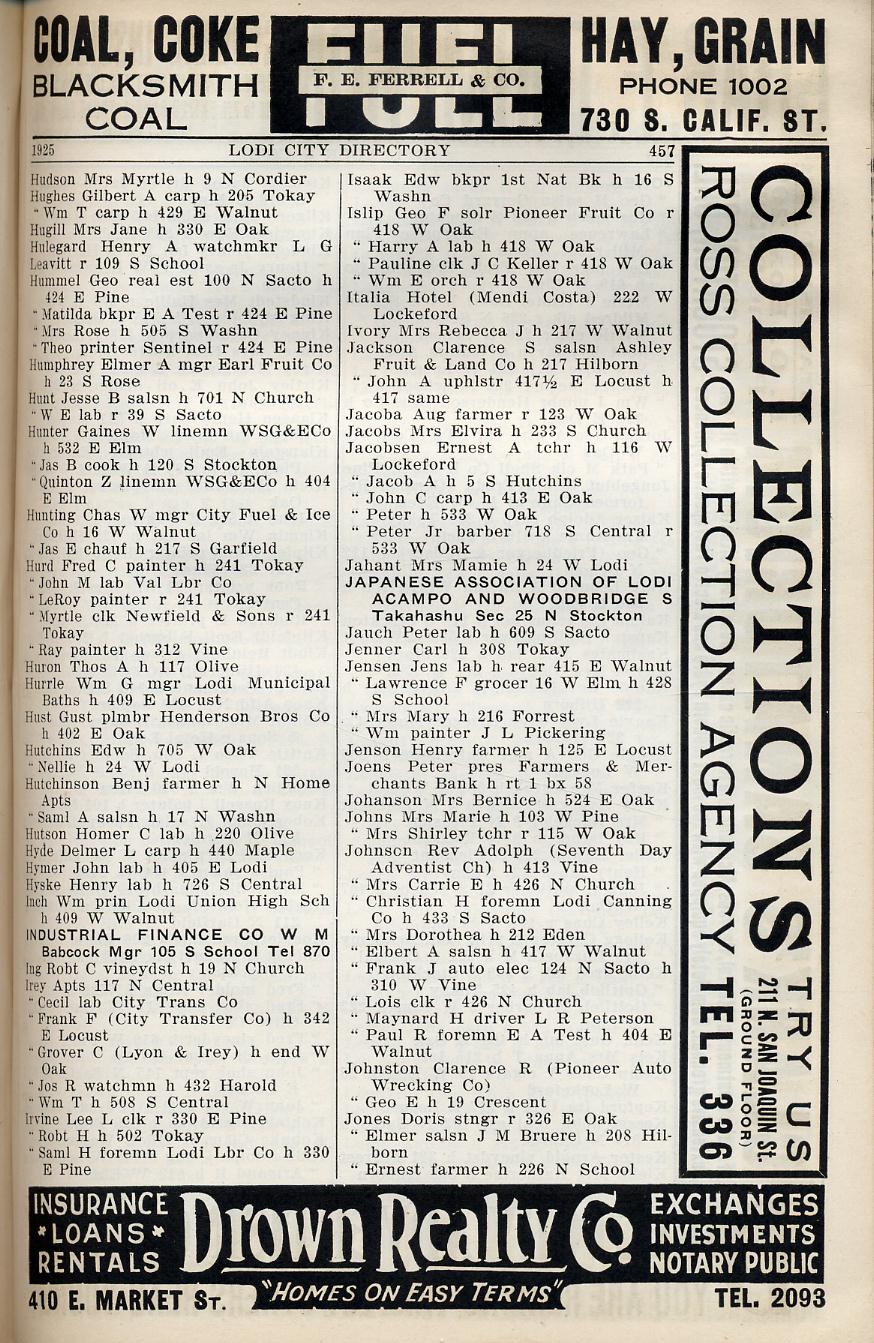 COAL, COKE
BLACKSMITH
COAL
FUEL
F. E. FERRELL & CO.
HAY, GRAIN
PHONE 1002
730 S. CALIF. ST.
1925 LODI CITY DIRECTORY 457
Hudson Mrs Myrtle h 9 N Cordier
Hughes Gilbert A carp h 205 Tokay
" Wm T carp h 429 E Walnut
Hugill Mrs Jane h 330 E Oak
Hulegard Henry A watchmkr L G
Leavitt r 109 S School
Hummel Geo real est 100 N Sacto h
424 E Pine
" Matilda bkpr E A Test r 424 E Pine
" Mrs Rose h 505 S Washn
" Theo printer Sentinel r 424 E Pine
Humphrey Elmer A mgr Earl Fruit Co
h 23 S Rose
Hunt Jesse B salsn h 701 N Church
" W E lab r 39 S Sacto
Hunter Gaines W linemn WSG&ECo
h 532 E Elm
" Jas B cook h 120 S Stockton
" Quinton Z linemn WSG&ECo h 404
E Elm
Hunting Chas W mgr City Fuel & Ice
Co h 16 W Walnut
" Jas E chauf h 217 S Garfield
Hurd Fred C painter h 241 Tokay
" John M lab Val Lbr Co
" LeRoy painter r 241 Tokay
" Myrtle clk Newfield & Sons r 241
Tokay
" Ray painter h 312 Vine
Huron Thos A h 117 Olive
Hurrle Wm G mgr Lodi Municipal
Baths h 409 E Locust
Hust Gust plmbr Henderson Bros Co
h 402 E Oak
Hutchins Edw h 705 W Oak
" Nellie h 24 W Lodi
Hutchinson Benj farmer h N Home
Apts
" Saml A salsn h 17 N Washn
Hutson Homer C lab h 220 Olive
Hyde Delmer L carp h 440 Maple
Hymer John lab h 405 E Lodi
Hyske Henry lab h 726 S Central
Inch Wm prin Lodi Union High Sch
h 409 W Walnut
INDUSTRIAL FINANCE CO W M
Babcock Mgr 105 S School Tel 870
Ing Robt C vineydst h 19 N Church
Irey Apts 117 N Central
" Cecil lab City Trans Co
" Frank F (City Transfer Co) h 342
E Locust
" Grover C (Lyon & Irey) h end W
Oak
" Jos R watchmn h 432 Harold
" Wm T h 508 S Central
Irvine Lee L clk r 330 E Pine
" Robt H h 502 Tokay
" Saml H foremn Lodi Lbr Co h 330
E Pine
Isaak Edw bkpr 1st Nat Bk h 16 S
Washn
Islip Geo F solr Pioneer Fruit Co r
418 W Oak
" Harry A lab h 418 W Oak
" Pauline clk J C Keller r 418 W Oak
" Wm E orch r 418 W Oak
Italia Hotel (Mendi Costa) 222 W
Lockeford
Ivory Mrs Rebecca J h 217 W Walnut
Jackson Clarence S salsn Ashley
Fruit & Land Co h 217 Hilborn
" John A uphlstr 417½ E Locust h
417 same
Jacoba Aug farmer r 123 W Oak
Jacobs Mrs Elvira h 233 S Church
Jacobsen Ernest A tchr h 116 W
Lockeford
" Jacob A h 5 S Hutchins
" John C carp h 413 E Oak
" Peter h 533 W Oak
" Peter Jr barber 718 S Central r
533 W Oak
Jahant Mrs Mamie h 24 W Lodi
JAPANESE ASSOCIATION OF LODI
ACAMPO AND WOODBRIDGE S
Takahashu Sec 25 N Stockton
Jauch Peter lab h 609 S Sacto
Jenner Carl h 308 Tokay
Jensen Jens lab h rear 415 E Walnut
" Lawrence F grocer 16 W Elm h 428
S School
" Mrs Mary h 216 Forrest
" Wm painter J L Pickering
Jenson Henry farmer h 125 E Locust
Joens Peter pres Farmers & Mer-
chants Bank h rt 1 bx 58
Johanson Mrs Bernice h 524 E Oak
Johns Mrs Marie h 103 W Pine
" Mrs Shirley tchr r 115 W Oak
Johnson Rev Adolph (Seventh Day
Adventist Ch) h 413 Vine
" Mrs Carrie E h 426 N Church
" Christian H foremn Lodi Canning
Co h 433 S Sacto
" Mrs Dorothea h 212 Eden
" Elbert A salsn h 417 W Walnut
" Frank J auto elec 124 N Sacto h
310 W Vine
" Lois clk r 426 N Church
" Maynard H driver L R Peterson
" Paul R foremn E A Test h 404 E
Walnut
Johnston Clarence R (Pioneer Auto
Wrecking Co)
" Geo E h 19 Crescent
Jones Doris stngr r 326 E Oak
" Elmer salsn J M Bruere h 208 Hil-
born
" Ernest farmer h 226 N School
COLLECTIONS TRY US
211 N. SAN JOAQUIN ST.
(GROUND FLOOR)
ROSS COLLECTION AGENCY TEL. 336
INSURANCE
*LOANS*
RENTALS
Drown Realty Co.
EXCHANGES
INVESTMENTS
NOTARY PUBLIC
410 E. MARKET ST.
"HOMES ON EASY TERMS"
TEL. 2093